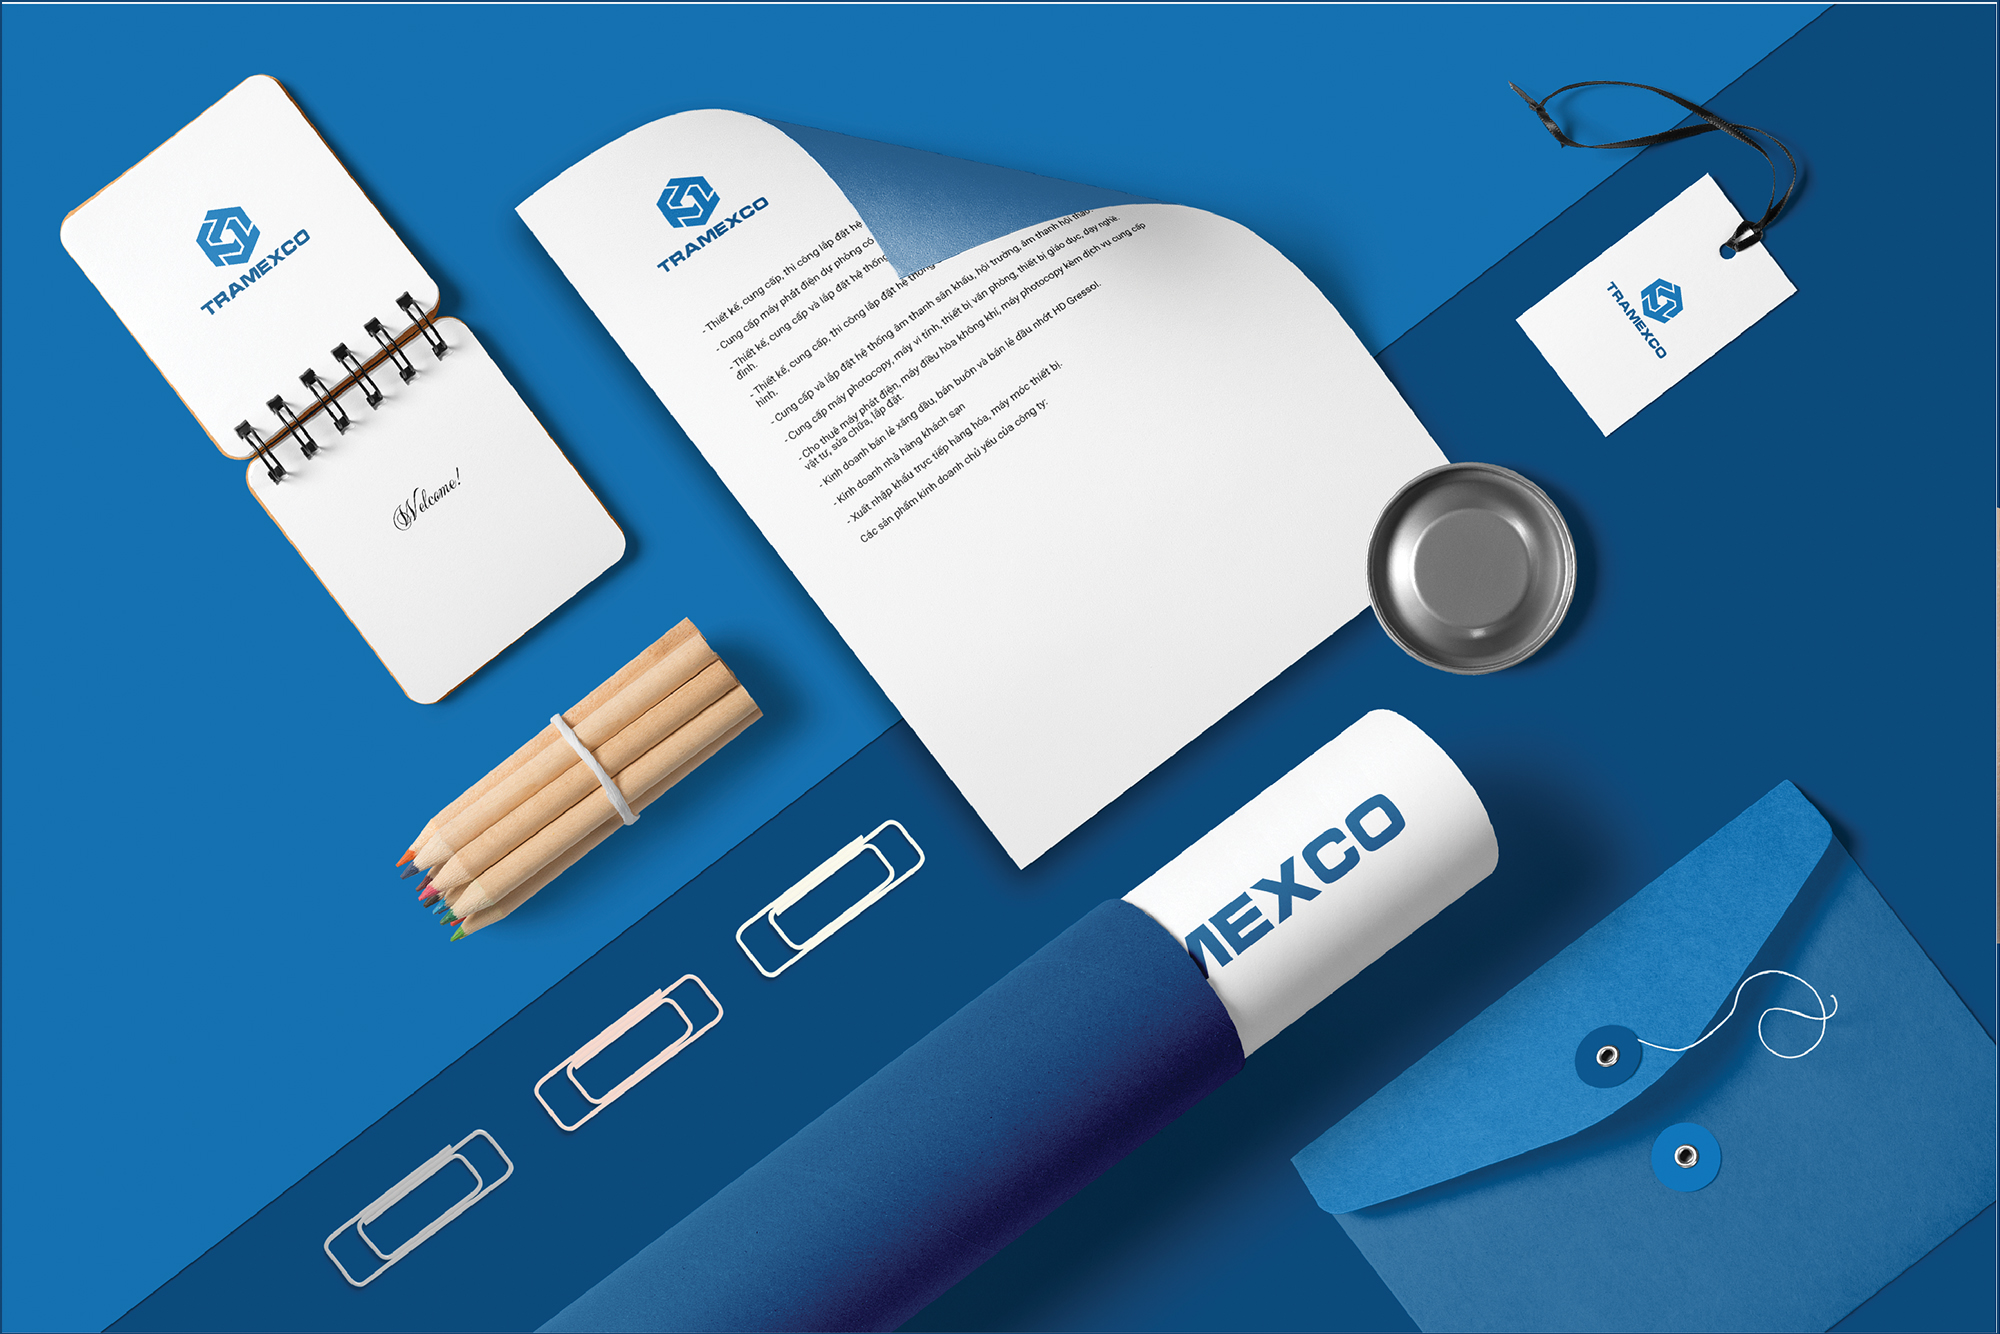 TRAMEXCO
Welcome!
TRAMEXCO
- Thiết kế, cung cấp, thi công lắp đặt hệ
- Cung cấp máy phát điện dự phòng có
- Thiết kế, cung cấp và lắp đặt hệ thống
đình.
- Thiết kế, cung cấp, thi công lắp đặt hệ thống
hình.
- Cung cấp và lắp đặt hệ thống âm thanh sân khấu, hội trường, âm thanh hội thảo,
- Cung cấp máy photocopy, máy vi tính, thiết bị văn phòng, thiết bị giáo dục, dạy nghề.
- Cho thuê máy phát điện, máy điều hòa không khí, máy photocopy kèm dịch vụ cung cấp
vật tư, sửa chữa, lắp đặt.
- Kinh doanh bán lẻ xăng dầu, bán buôn và bán lẻ dầu nhớt HD Gressol.
- Kinh doanh nhà hàng khách sạn
- Xuất nhập khẩu trực tiếp hàng hóa, máy móc thiết bị.
Các sản phẩm kinh doanh chủ yếu của công ty:
TRAMEXCO
MEXCO